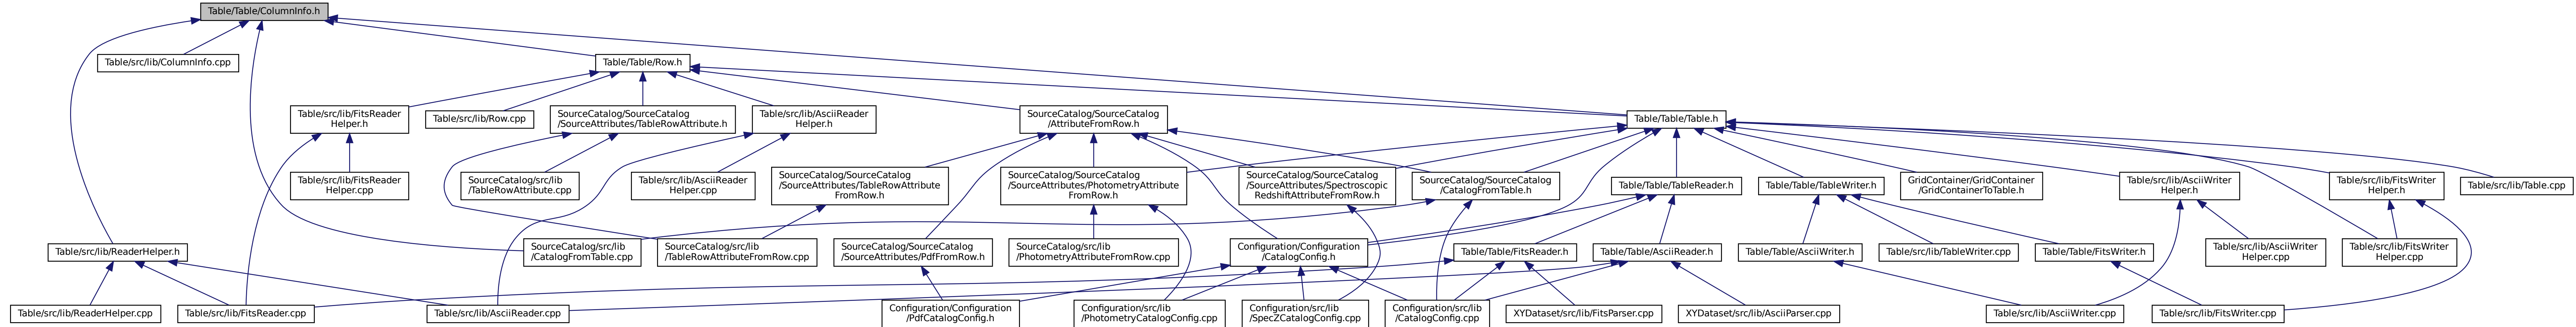 Table/Table/ColumnInfo.h
Table/src/lib/ColumnInfo.cpp
Table/Table/Row.h
Table/src/lib/FitsReader
Helper.h
Table/src/lib/Row.cpp
SourceCatalog/SourceCatalog
/SourceAttributes/TableRowAttribute.h
Table/src/lib/AsciiReader
Helper.h
SourceCatalog/SourceCatalog
/AttributeFromRow.h
Table/Table/Table.h
Table/src/lib/FitsReader
Helper.cpp
SourceCatalog/src/lib
/TableRowAttribute.cpp
Table/src/lib/AsciiReader
Helper.cpp
SourceCatalog/SourceCatalog
/SourceAttributes/TableRowAttribute
FromRow.h
SourceCatalog/SourceCatalog
/SourceAttributes/PhotometryAttribute
FromRow.h
SourceCatalog/SourceCatalog
/SourceAttributes/Spectroscopic
RedshiftAttributeFromRow.h
SourceCatalog/SourceCatalog
/CatalogFromTable.h
Table/Table/TableReader.h
Table/Table/TableWriter.h
GridContainer/GridContainer
/GridContainerToTable.h
Table/src/lib/AsciiWriter
Helper.h
Table/src/lib/FitsWriter
Helper.h
Table/src/lib/Table.cpp
Table/src/lib/ReaderHelper.h
SourceCatalog/src/lib
/CatalogFromTable.cpp
SourceCatalog/src/lib
/TableRowAttributeFromRow.cpp
SourceCatalog/SourceCatalog
/SourceAttributes/PdfFromRow.h
SourceCatalog/src/lib
/PhotometryAttributeFromRow.cpp
Configuration/Configuration
/CatalogConfig.h
Table/Table/FitsReader.h
Table/Table/AsciiReader.h
Table/Table/AsciiWriter.h
Table/src/lib/TableWriter.cpp
Table/Table/FitsWriter.h
Table/src/lib/AsciiWriter
Helper.cpp
Table/src/lib/FitsWriter
Helper.cpp
Table/src/lib/ReaderHelper.cpp
Table/src/lib/FitsReader.cpp
Table/src/lib/AsciiReader.cpp
Configuration/Configuration
/PdfCatalogConfig.h
Configuration/src/lib
/PhotometryCatalogConfig.cpp
Configuration/src/lib
/SpecZCatalogConfig.cpp
Configuration/src/lib
/CatalogConfig.cpp
XYDataset/src/lib/FitsParser.cpp
XYDataset/src/lib/AsciiParser.cpp
Table/src/lib/AsciiWriter.cpp
Table/src/lib/FitsWriter.cpp